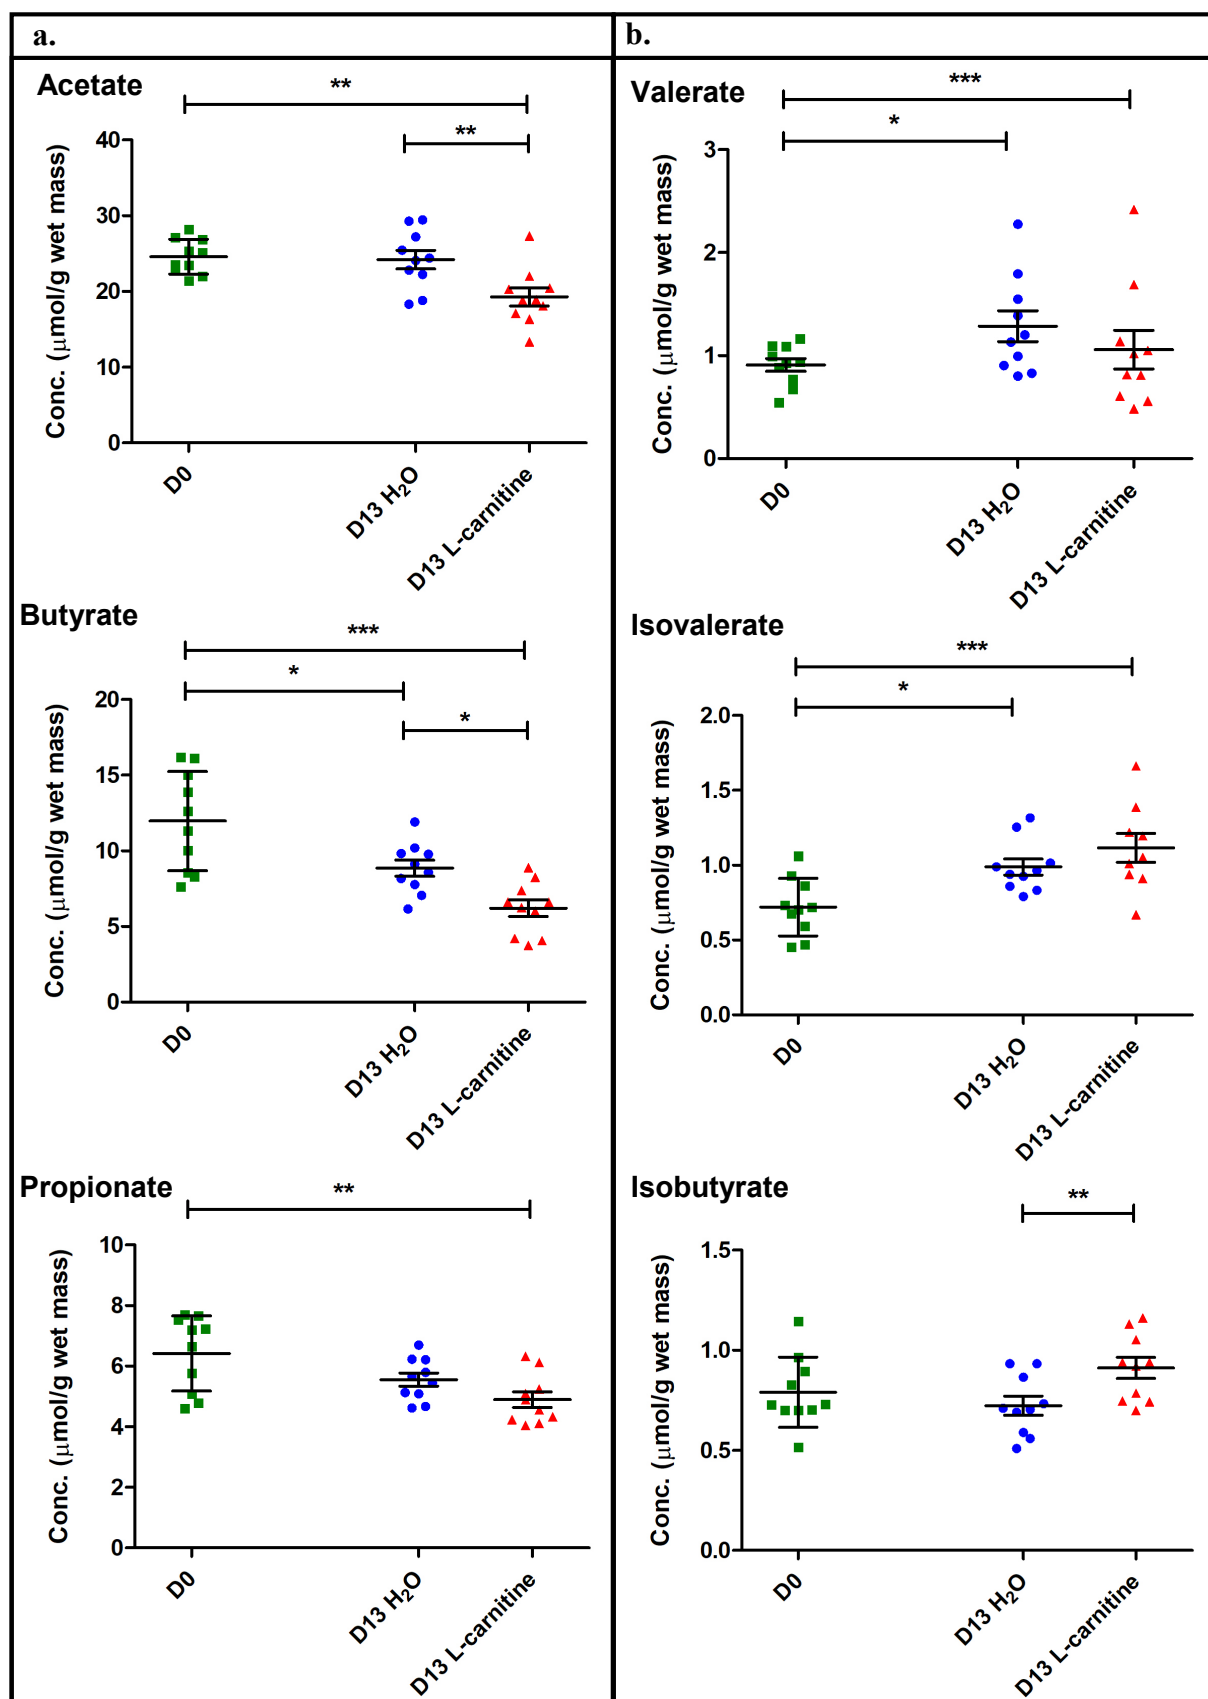 a.
Acetate
**
**
Conc. (μmol/g wet mass)
40
30
20
10
0
D0
D13 H₂O
D13 L-carnitine
Butyrate
***
*
*
Conc. (μmol/g wet mass)
20
15
10
5
0
D0
D13 H₂O
D13 L-carnitine
Propionate
**
Conc. (μmol/g wet mass)
10
8
6
4
2
0
D0
D13 H₂O
D13 L-carnitine
b.
Valerate
***
*
Conc. (μmol/g wet mass)
3
2
1
0
D0
D13 H₂O
D13 L-carnitine
Isovalerate
***
*
Conc. (μmol/g wet mass)
2.0
1.5
1.0
0.5
0.0
D0
D13 H₂O
D13 L-carnitine
Isobutyrate
**
Conc. (μmol/g wet mass)
1.5
1.0
0.5
0.0
D0
D13 H₂O
D13 L-carnitine